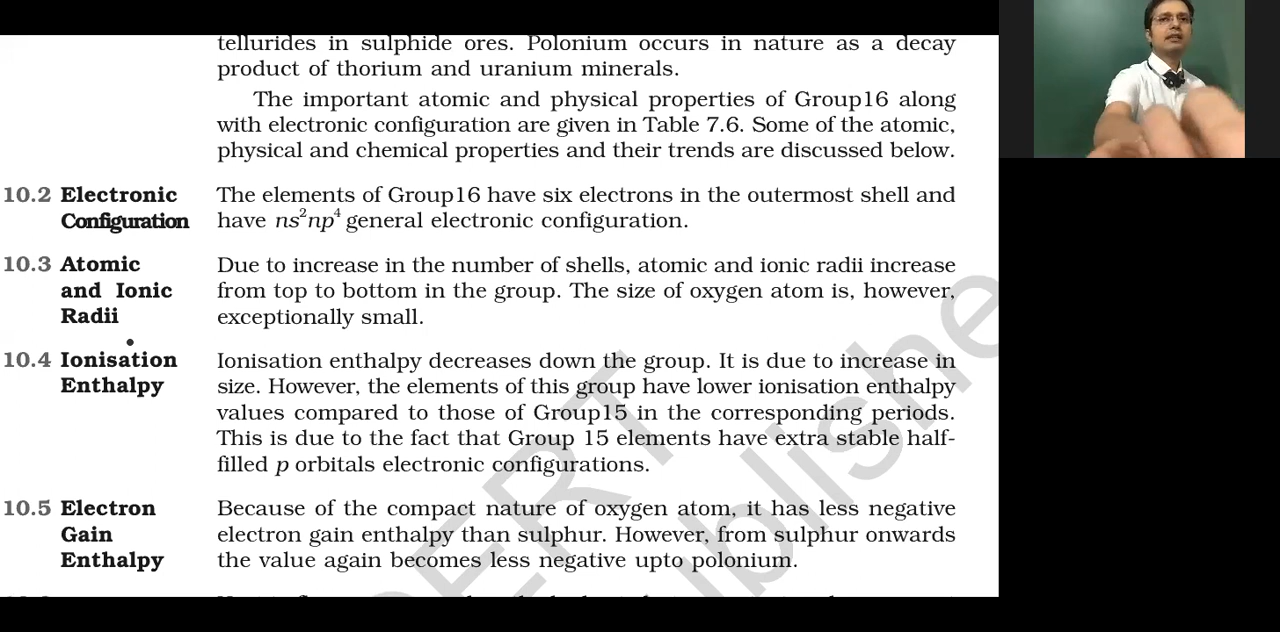 tellurides in sulphide ores. Polonium occurs in nature as a decay
product of thorium and uranium minerals.
The important atomic and physical properties of Group16 along
with electronic configuration are given in Table 7.6. Some of the atomic,
physical and chemical properties and their trends are discussed below.
10.2 Electronic
Configuration
The elements of Group16 have six electrons in the outermost shell and
have ns²np⁴ general electronic configuration.
10.3 Atomic
and Ionic
Radii
Due to increase in the number of shells, atomic and ionic radii increase
from top to bottom in the group. The size of oxygen atom is, however,
exceptionally small.
10.4 Ionisation
Enthalpy
Ionisation enthalpy decreases down the group. It is due to increase in
size. However, the elements of this group have lower ionisation enthalpy
values compared to those of Group15 in the corresponding periods.
This is due to the fact that Group 15 elements have extra stable half-
filled p orbitals electronic configurations.
10.5 Electron
Gain
Enthalpy
Because of the compact nature of oxygen atom, it has less negative
electron gain enthalpy than sulphur. However, from sulphur onwards
the value again becomes less negative upto polonium.